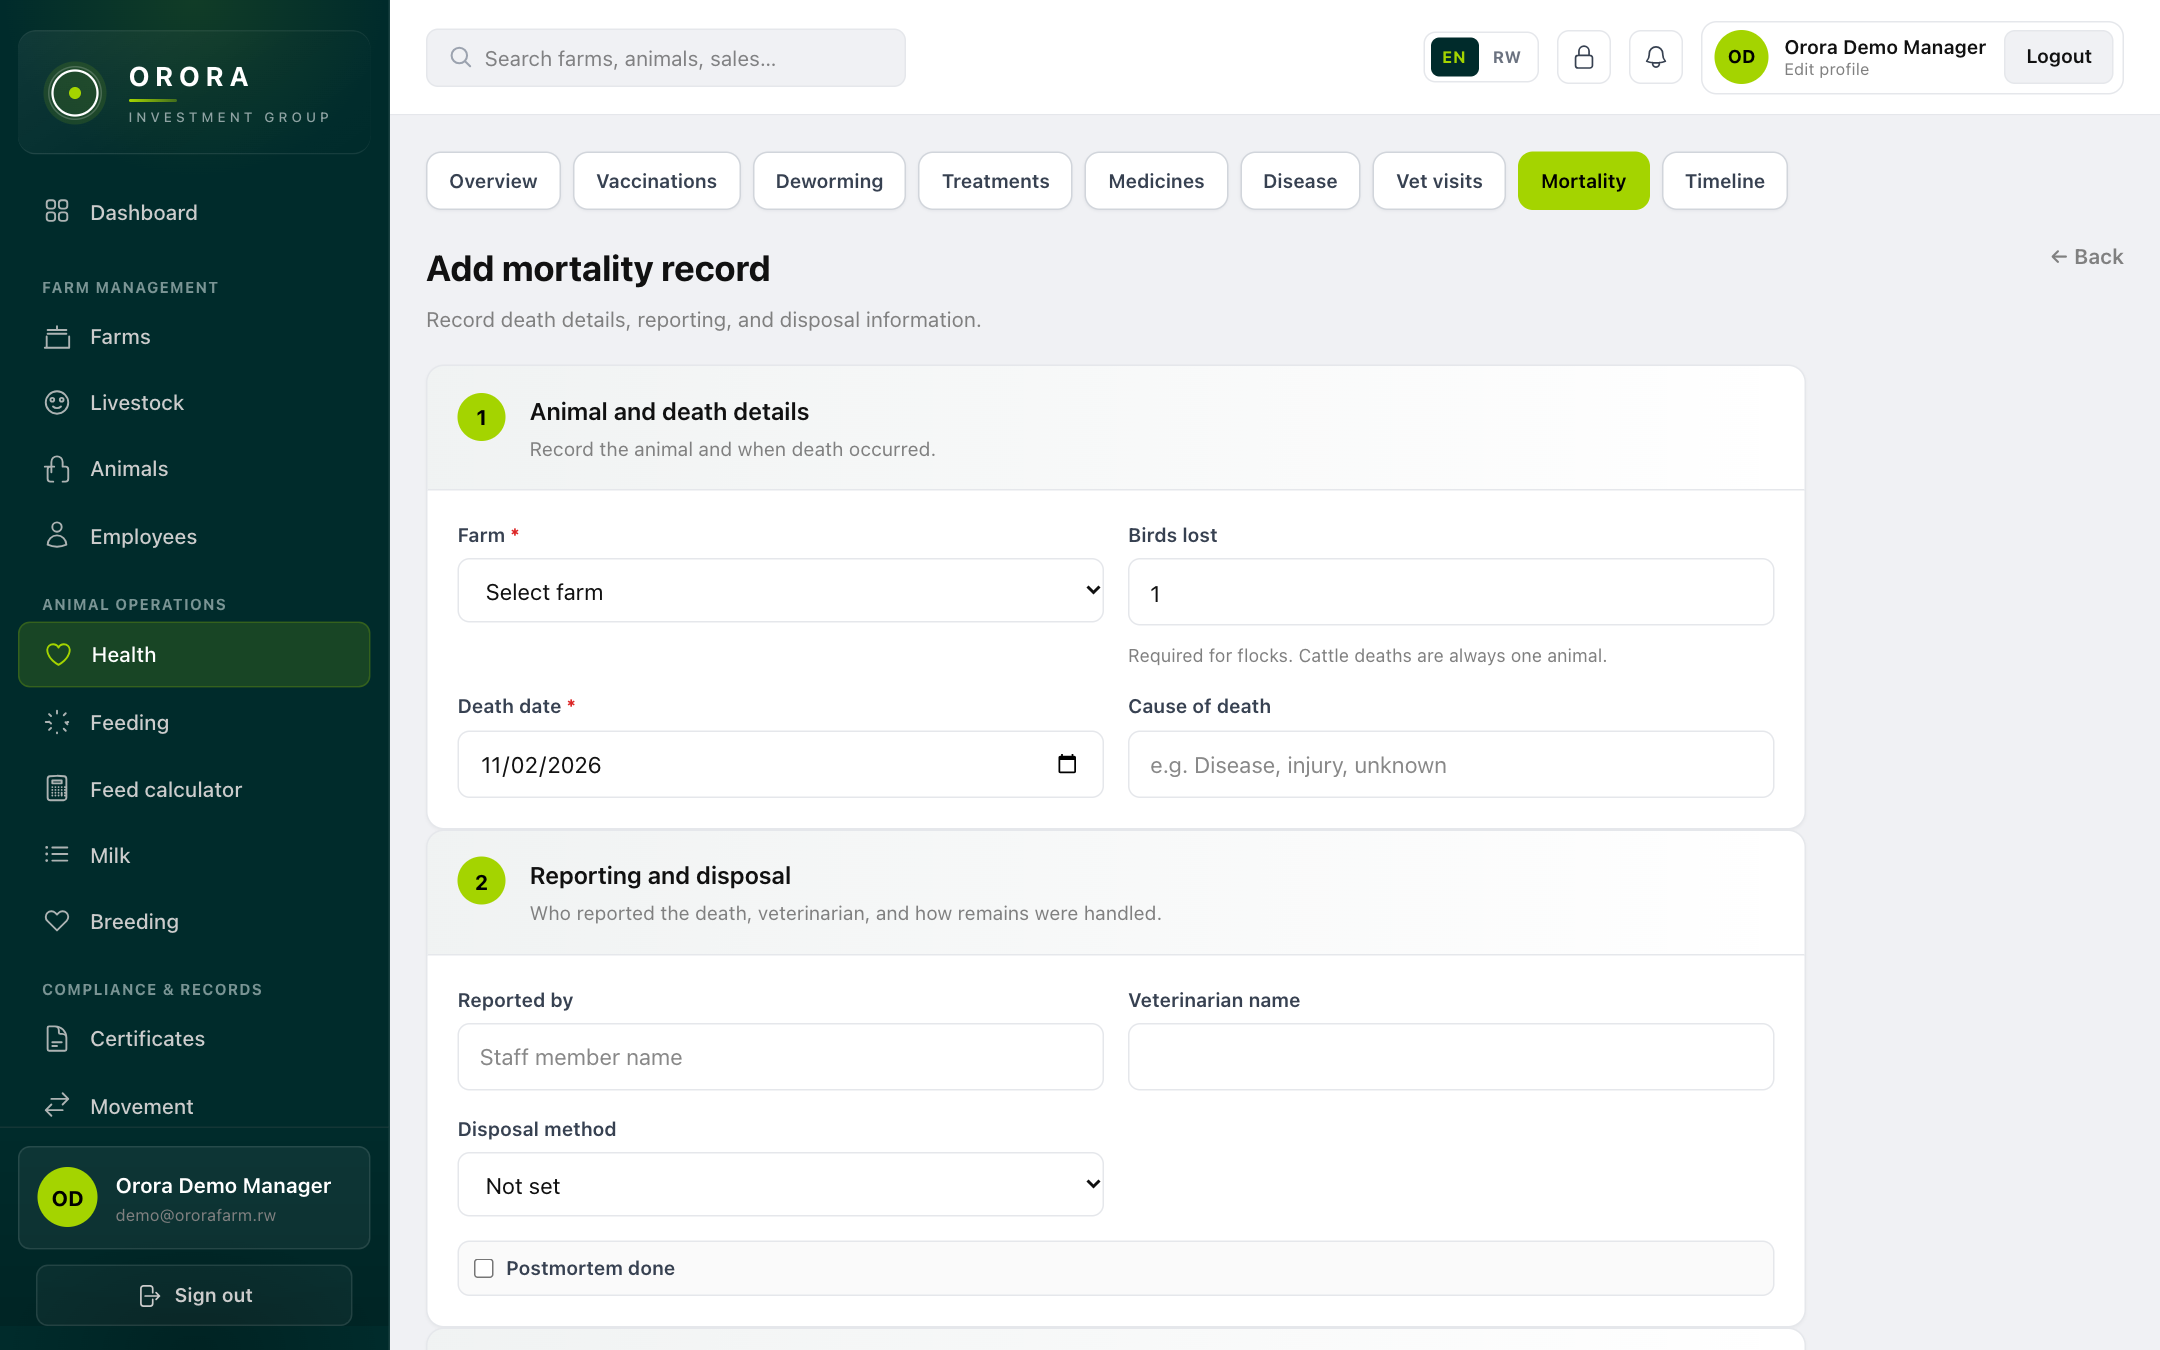 ORORA
INVESTMENT GROUP
Dashboard
FARM MANAGEMENT
Farms
Livestock
Animals
Employees
ANIMAL OPERATIONS
Health
Feeding
Feed calculator
Milk
Breeding
COMPLIANCE & RECORDS
Certificates
Movement
OD
Orora Demo Manager
demo@ororafarm.rw
Sign out
Search farms, animals, sales...
EN RW
OD
Orora Demo Manager
Edit profile
Logout
Overview Vaccinations Deworming Treatments Medicines Disease Vet visits Mortality Timeline
Add mortality record
← Back
Record death details, reporting, and disposal information.
1
Animal and death details
Record the animal and when death occurred.
Farm *
Select farm
Birds lost
1
Required for flocks. Cattle deaths are always one animal.
Death date *
11/02/2026
Cause of death
e.g. Disease, injury, unknown
2
Reporting and disposal
Who reported the death, veterinarian, and how remains were handled.
Reported by
Staff member name
Veterinarian name
Disposal method
Not set
Postmortem done